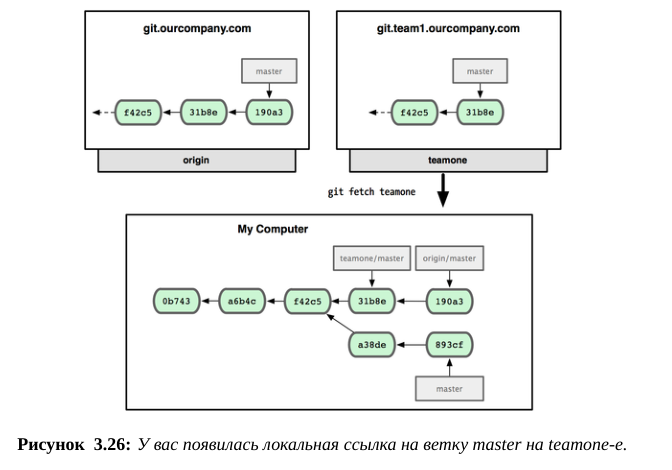 git.ourcompany.com
git.team1.ourcompany.com
master
master
f42c5
31b8e
190a3
f42c5
31b8e
origin
teamone
git fetch teamone
My Computer
teamone/master
origin/master
0b743
a6b4c
f42c5
31b8e
190a3
a38de
893cf
master
Рисунок 3.26: У вас появилась локальная ссылка на ветку master на teamone-е.